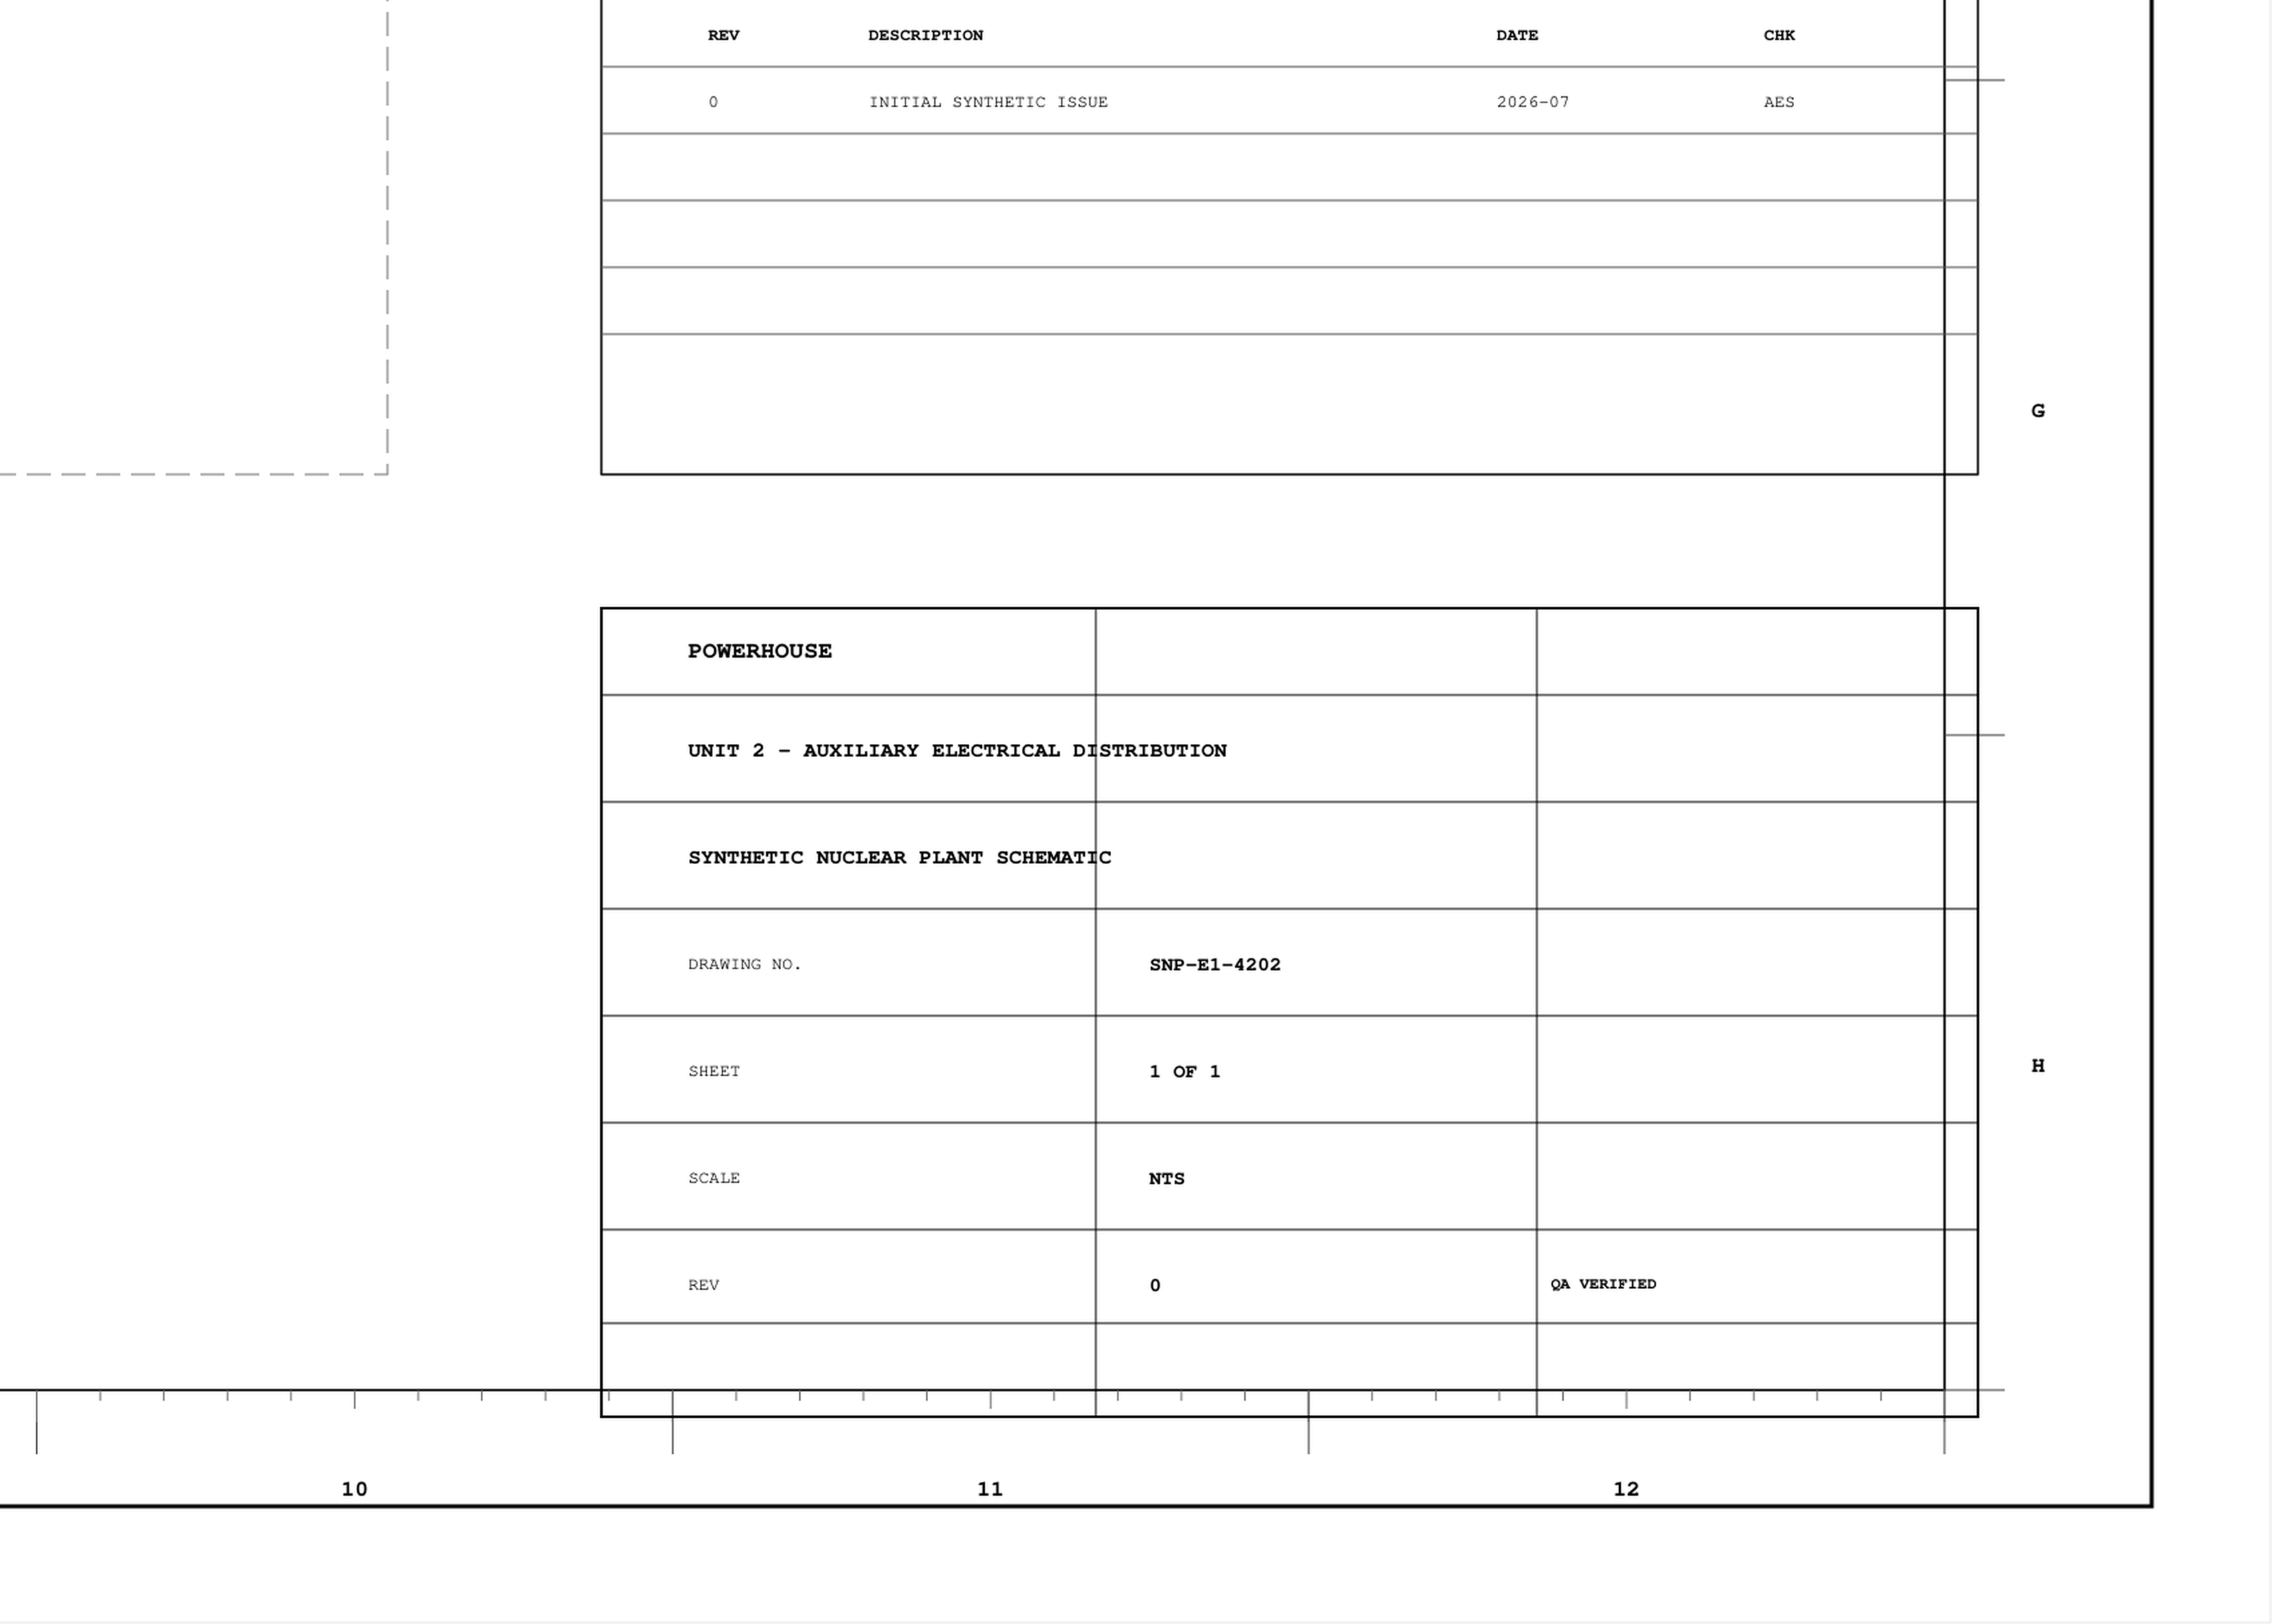 REV DESCRIPTION DATE CHK
0 INITIAL SYNTHETIC ISSUE 2026-07 AES
G
POWERHOUSE
UNIT 2 - AUXILIARY ELECTRICAL DISTRIBUTION
SYNTHETIC NUCLEAR PLANT SCHEMATIC
DRAWING NO. SNP-E1-4202
SHEET 1 OF 1
H
SCALE NTS
REV 0 QA VERIFIED
10 11 12